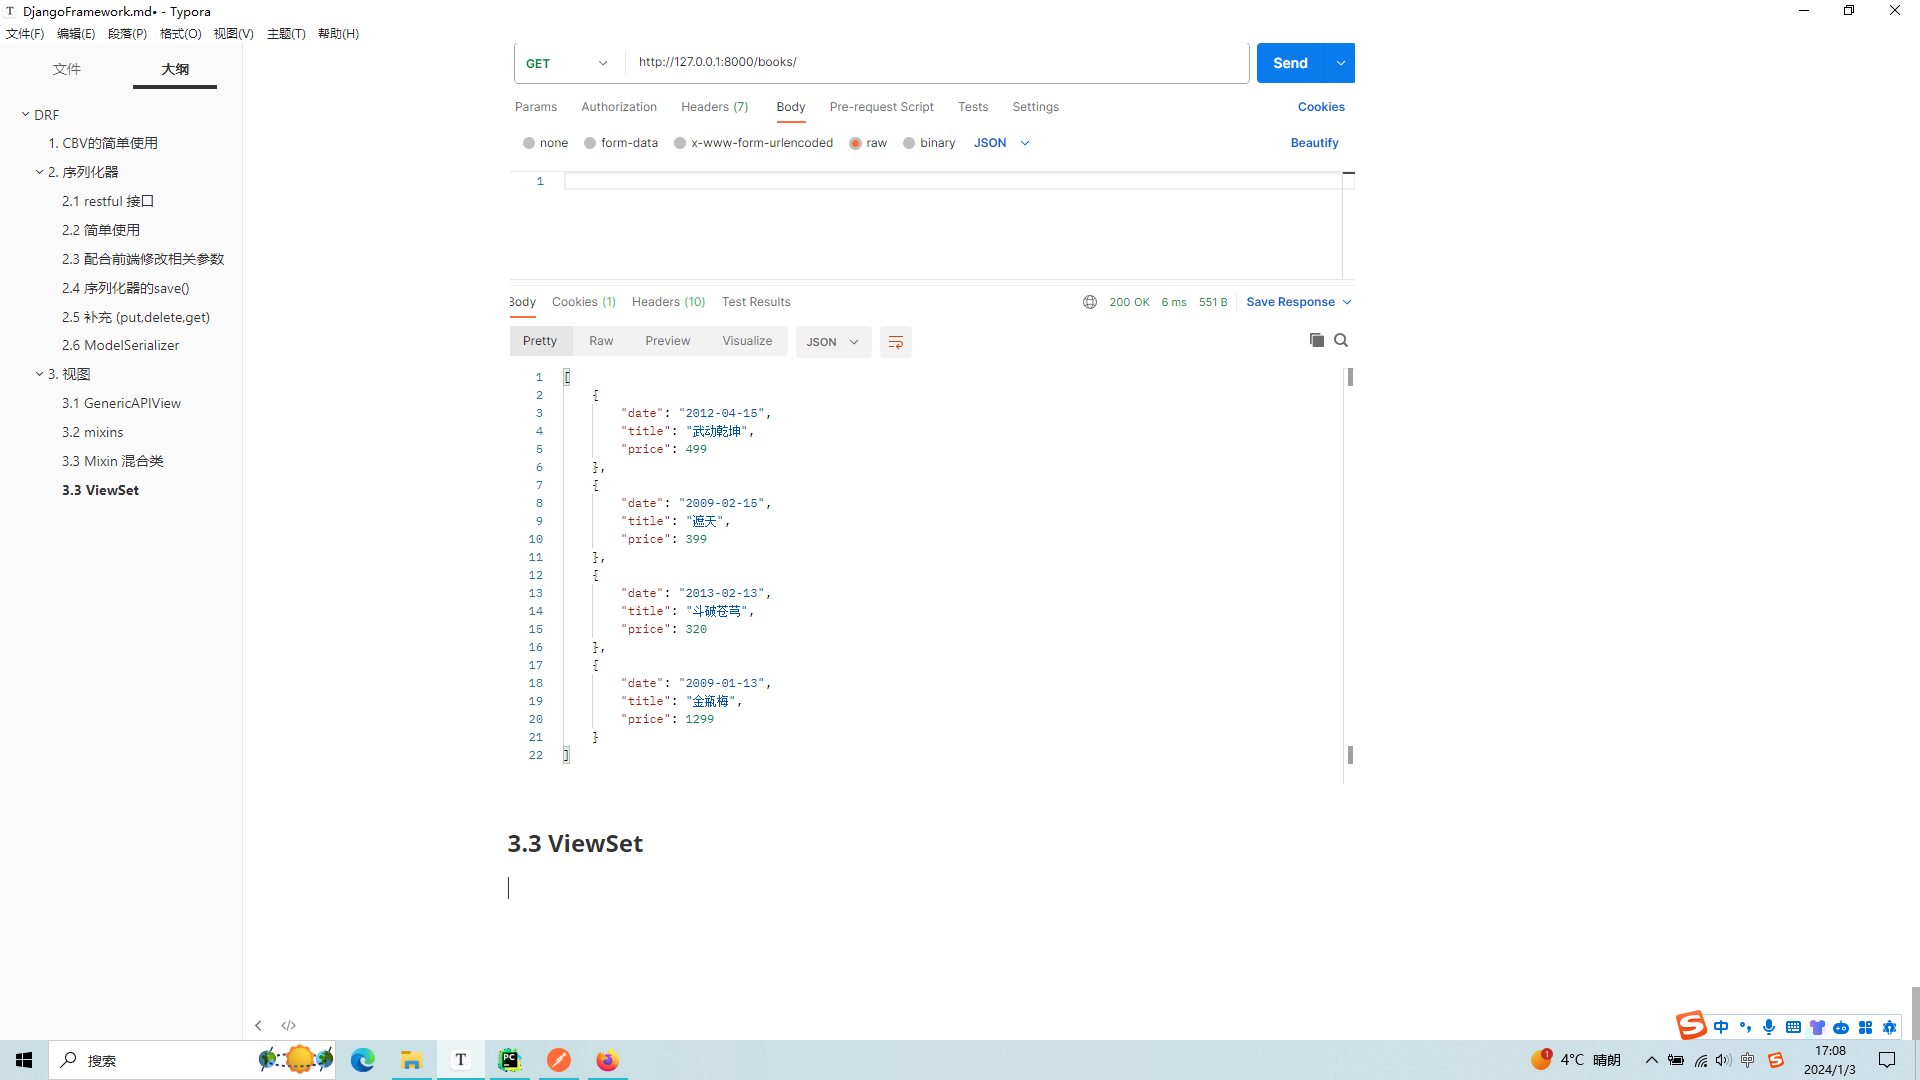 DjangoFramework.md• - Typora
文件(F) 编辑(E) 段落(P) 格式(O) 视图(V) 主题(T) 帮助(H)
文件 大纲
DRF
1. CBV的简单使用
2. 序列化器
2.1 restful 接口
2.2 简单使用
2.3 配合前端修改相关参数
2.4 序列化器的save()
2.5 补充 (put,delete,get)
2.6 ModelSerializer
3. 视图
3.1 GenericAPIView
3.2 mixins
3.3 Mixin 混合类
3.3 ViewSet
GET http://127.0.0.1:8000/books/ Send
Params Authorization Headers (7) Body Pre-request Script Tests Settings Cookies
none form-data x-www-form-urlencoded raw binary JSON Beautify
1
Body Cookies (1) Headers (10) Test Results 200 OK 6 ms 551 B Save Response
Pretty Raw Preview Visualize JSON
1 [
2 {
3 "date": "2012-04-15",
4 "title": "武动乾坤",
5 "price": 499
6 },
7 {
8 "date": "2009-02-15",
9 "title": "遮天",
10 "price": 399
11 },
12 {
13 "date": "2013-02-13",
14 "title": "斗破苍芎",
15 "price": 320
16 },
17 {
18 "date": "2009-01-13",
19 "title": "金瓶梅",
20 "price": 1299
21 }
22 ]
3.3 ViewSet
</>
中
搜索
T
PC
1 4°C 晴朗
中
17:08
2024/1/3